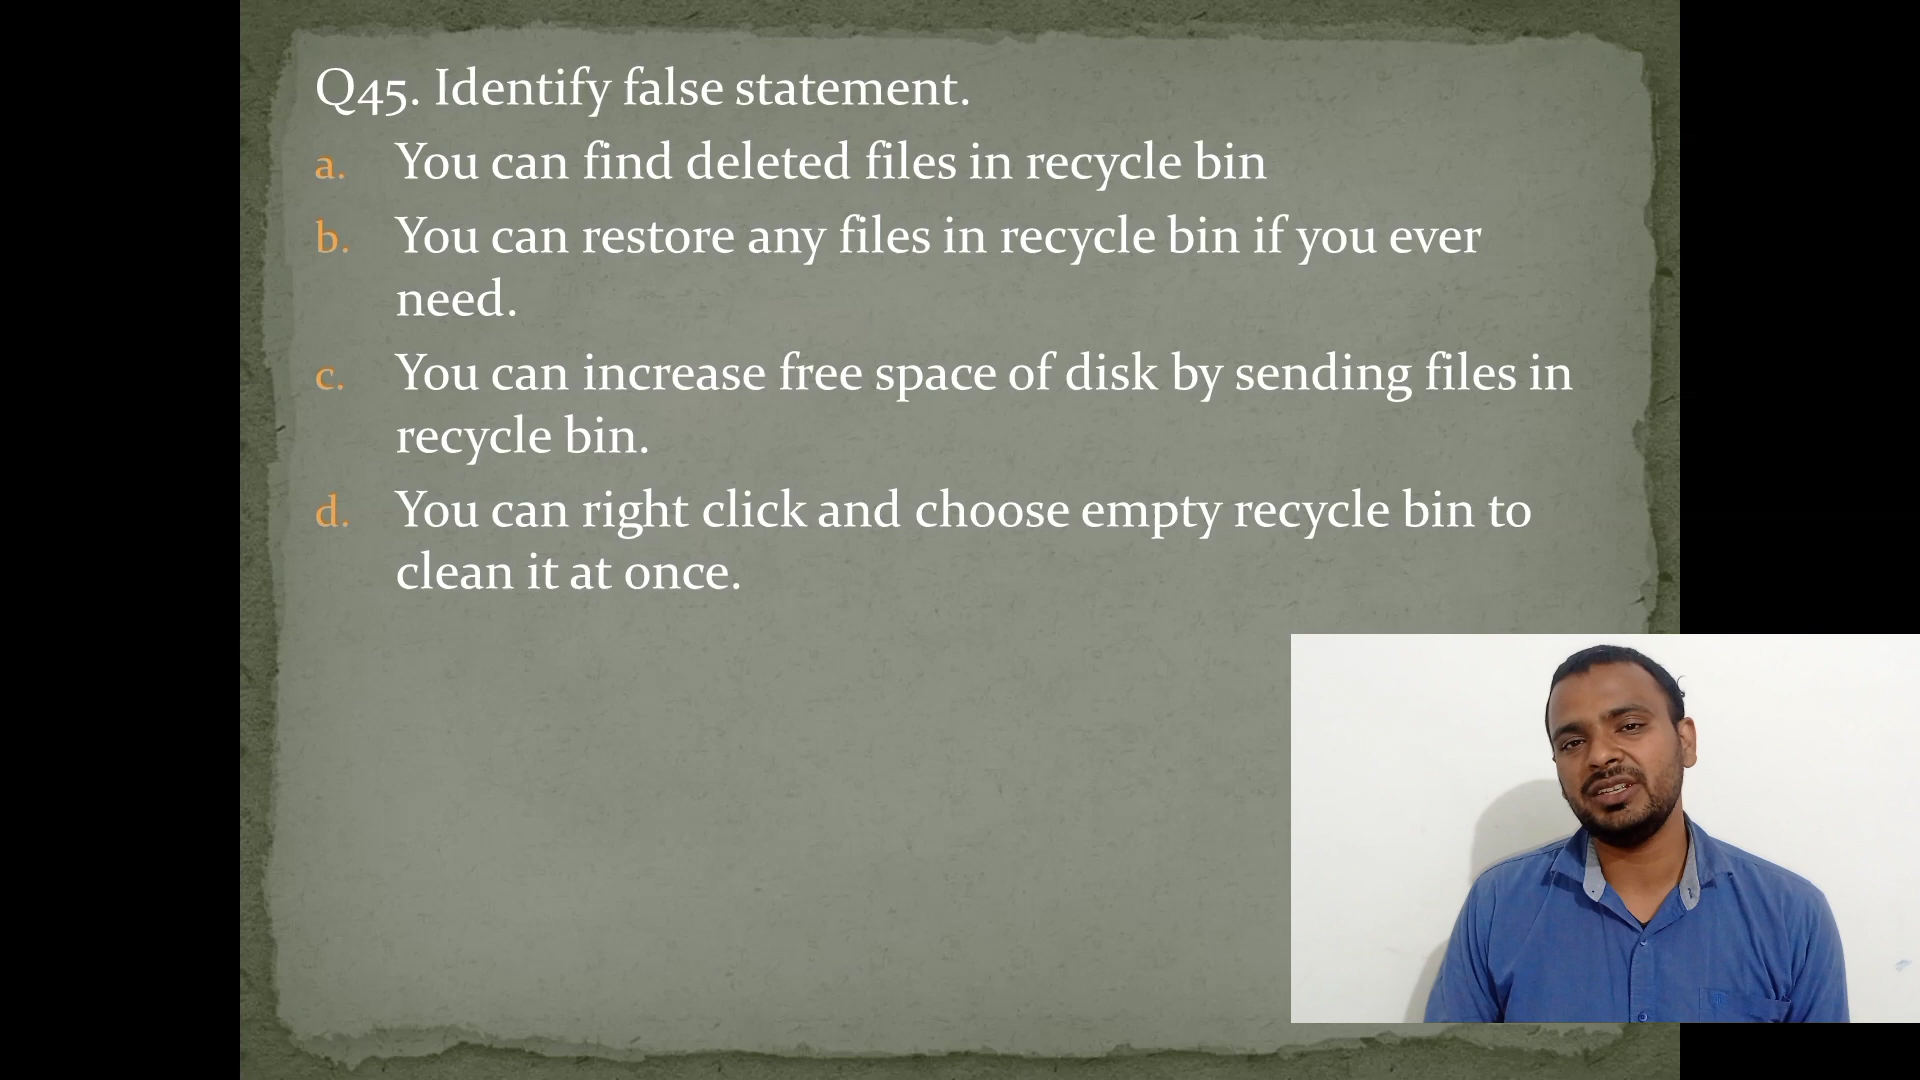 Q45. Identify false statement.
a. You can find deleted files in recycle bin
b. You can restore any files in recycle bin if you ever
need.
c. You can increase free space of disk by sending files in
recycle bin.
d. You can right click and choose empty recycle bin to
clean it at once.